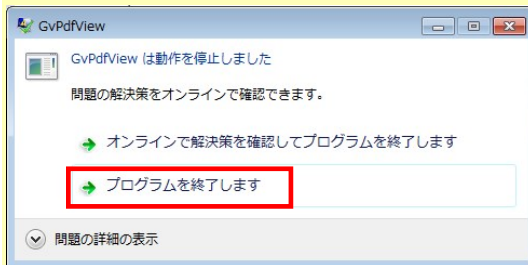 GvPdfView
GvPdfView は動作を停止しました
問題の解決策をオンラインで確認できます。
オンラインで解決策を確認してプログラムを終了します
プログラムを終了します
問題の詳細の表示